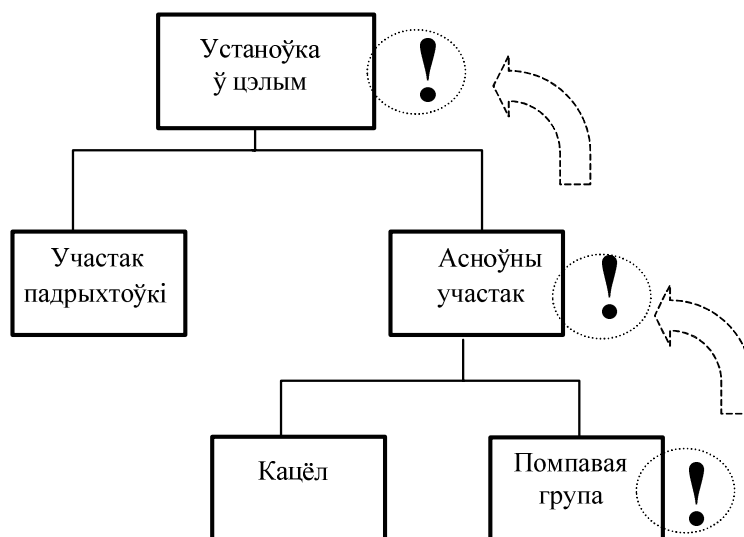 Устаноўка
ў цэлым
!
Участак
падрыхтоўкі
Асноўны
участак
!
Кацёл
Помпавая
група
!